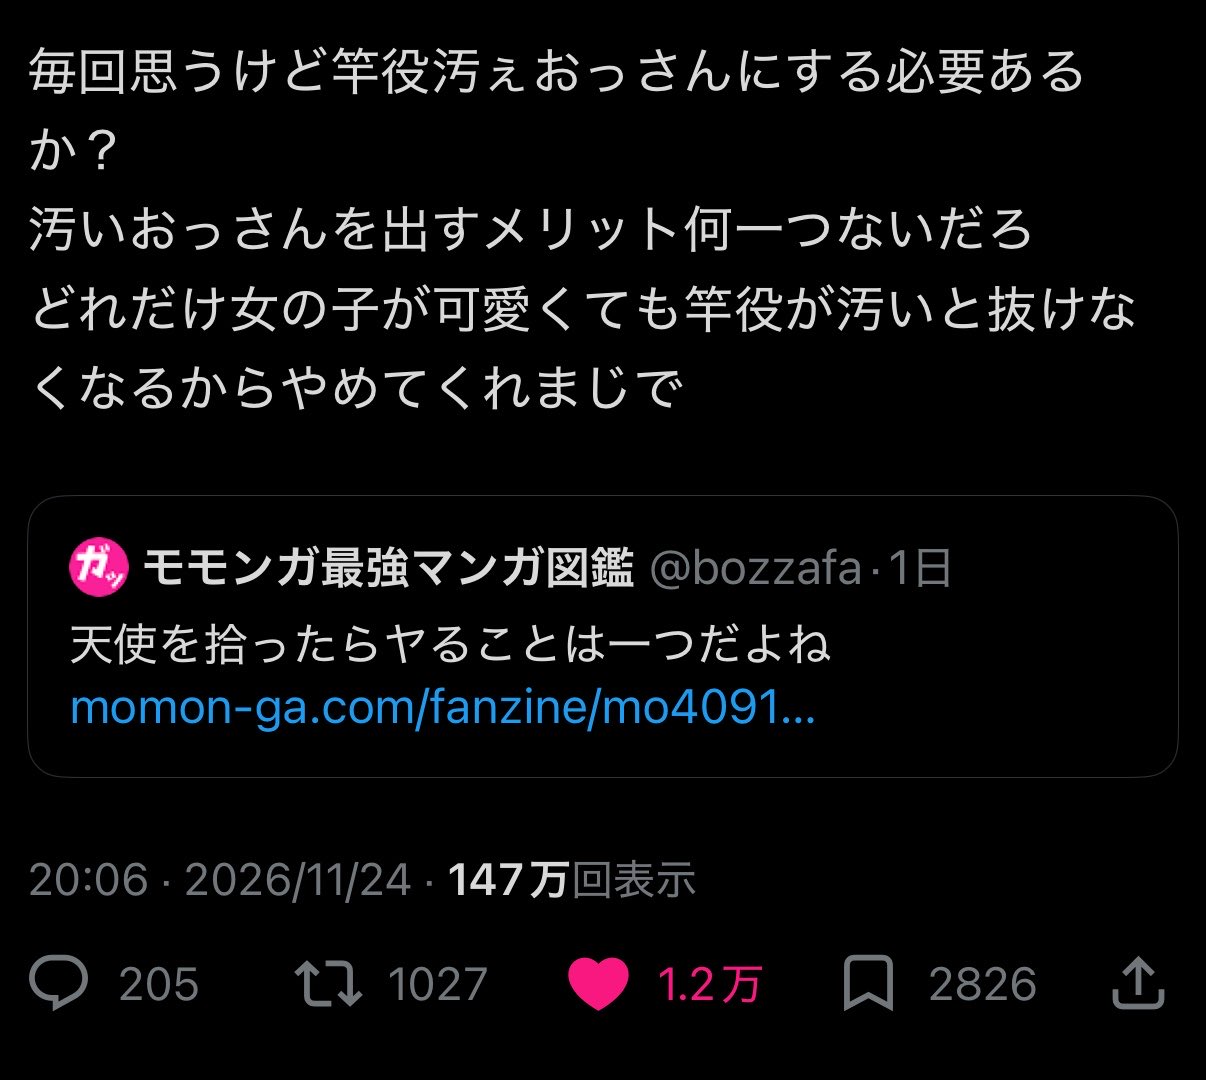 毎回思うけど竿役汚ぇおっさんにする必要ある
か？
汚いおっさんを出すメリット何一つないだろ
どれだけ女の子が可愛くても竿役が汚いと抜けな
くなるからやめてくれまじで
ガッ
モモンガ最強マンガ図鑑 @bozzafa · 1日
天使を拾ったらヤることは一つだよね
momon-ga.com/fanzine/mo4091...
20:06 · 2026/11/24 · 147万回表示
205 1027 1.2万 2826